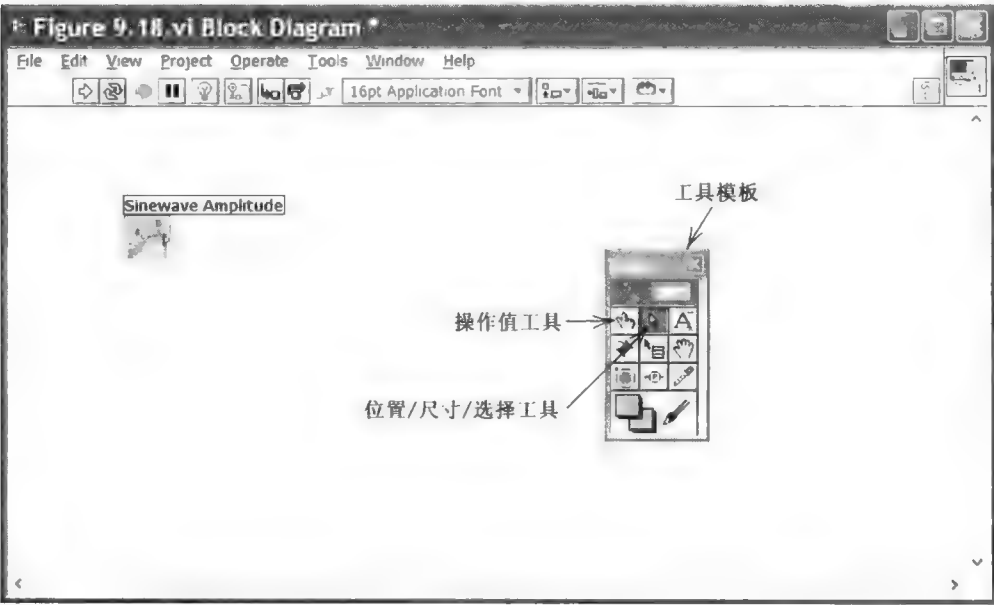 Figure 9.18.vi Block Diagram *
File Edit View Project Operate Tools Window Help
16pt Application Font
Sinewave Amplitude
工具模板
操作值工具
A
P
位置/尺寸/选择工具